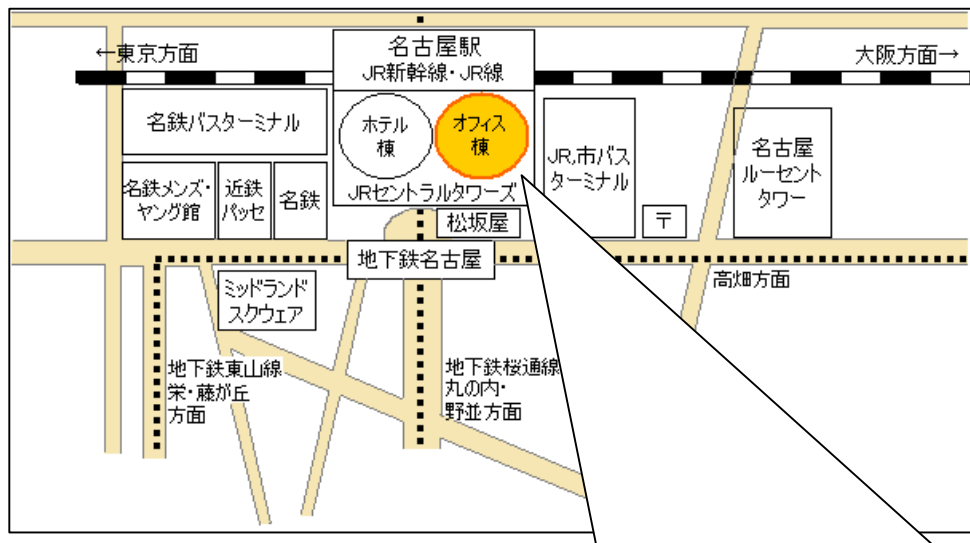 ←東京方面
名古屋駅
JR新幹線・JR線
大阪方面→
名鉄バスターミナル
ホテル
棟
オフィス
棟
JR,市バス
ターミナル
名古屋
ルーセント
タワー
名鉄メンズ・
ヤング館
近鉄
パッセ
名鉄
JRセントラルタワーズ
松坂屋
〒
地下鉄名古屋
高畑方面
ミッドランド
スクウェア
地下鉄東山線
栄・藤が丘
方面
地下鉄桜通線
丸の内・
野並方面